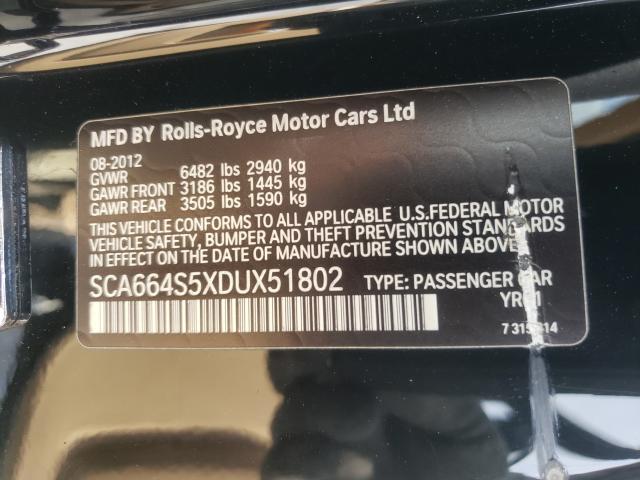 MFD BY Rolls-Royce Motor Cars Ltd
08-2012
GVWR 6482 lbs 2940 kg
GAWR FRONT 3186 lbs 1445 kg
GAWR REAR 3505 lbs 1590 kg
THIS VEHICLE CONFORMS TO ALL APPLICABLE U.S.FEDERAL MOTOR
VEHICLE SAFETY, BUMPER AND THEFT PREVENTION STANDARDS
IN EFFECT ON THE DATE OF MANUFACTURE SHOWN ABOVE.
SCA664S5XDUX51802 TYPE: PASSENGER CAR